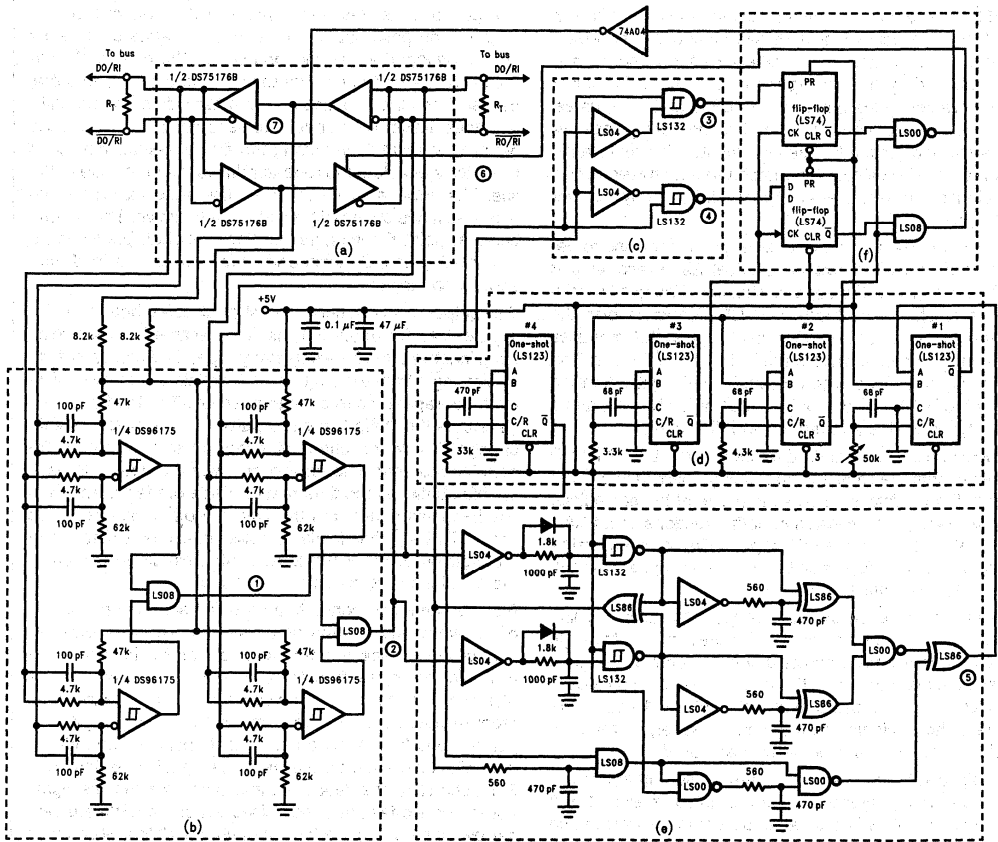 74A04
To bus
DO/RI
1/2 DS75176B
1/2 DS75176B
To bus
DO/RI
RT
DO/RI
⑦
RT
RO/RI
⑥
1/2 DS75176B
1/2 DS75176B
(a)
LS04
LS132
③
LS04
LS132
④
(c)
PR
D
flip-flop
(LS74)
CK
CLR
Q
LS00
PR
D
D
flip-flop
(LS74)
CK
CLR
Q
LS08
(f)
+5V
0.1 µF
47 µF
8.2k
8.2k
#4
One-shot
(LS123)
A
B
C
C/R
Q
CLR
470 pF
33k
#3
One-shot
(LS123)
A
B
C
C/R
Q
CLR
68 pF
3.3k
#2
One-shot
(LS123)
A
B
C
C/R
Q
CLR
3
68 pF
4.3k
#1
One-shot
(LS123)
A
B
Q
C
C/R
CLR
68 pF
50k
(d)
47k
100 pF
4.7k
1/4 DS96175
4.7k
100 pF
62k
47k
100 pF
4.7k
1/4 DS96175
4.7k
100 pF
62k
LS08
①
LS08
②
47k
100 pF
4.7k
1/4 DS96175
4.7k
100 pF
62k
47k
100 pF
4.7k
1/4 DS96175
4.7k
100 pF
62k
(b)
LS04
1.8k
1000 pF
LS132
LS86
LS04
560
470 pF
LS86
LS04
1.8k
1000 pF
LS132
LS04
560
470 pF
LS86
LS00
LS86
⑤
560
470 pF
LS08
LS00
560
470 pF
LS00
(e)